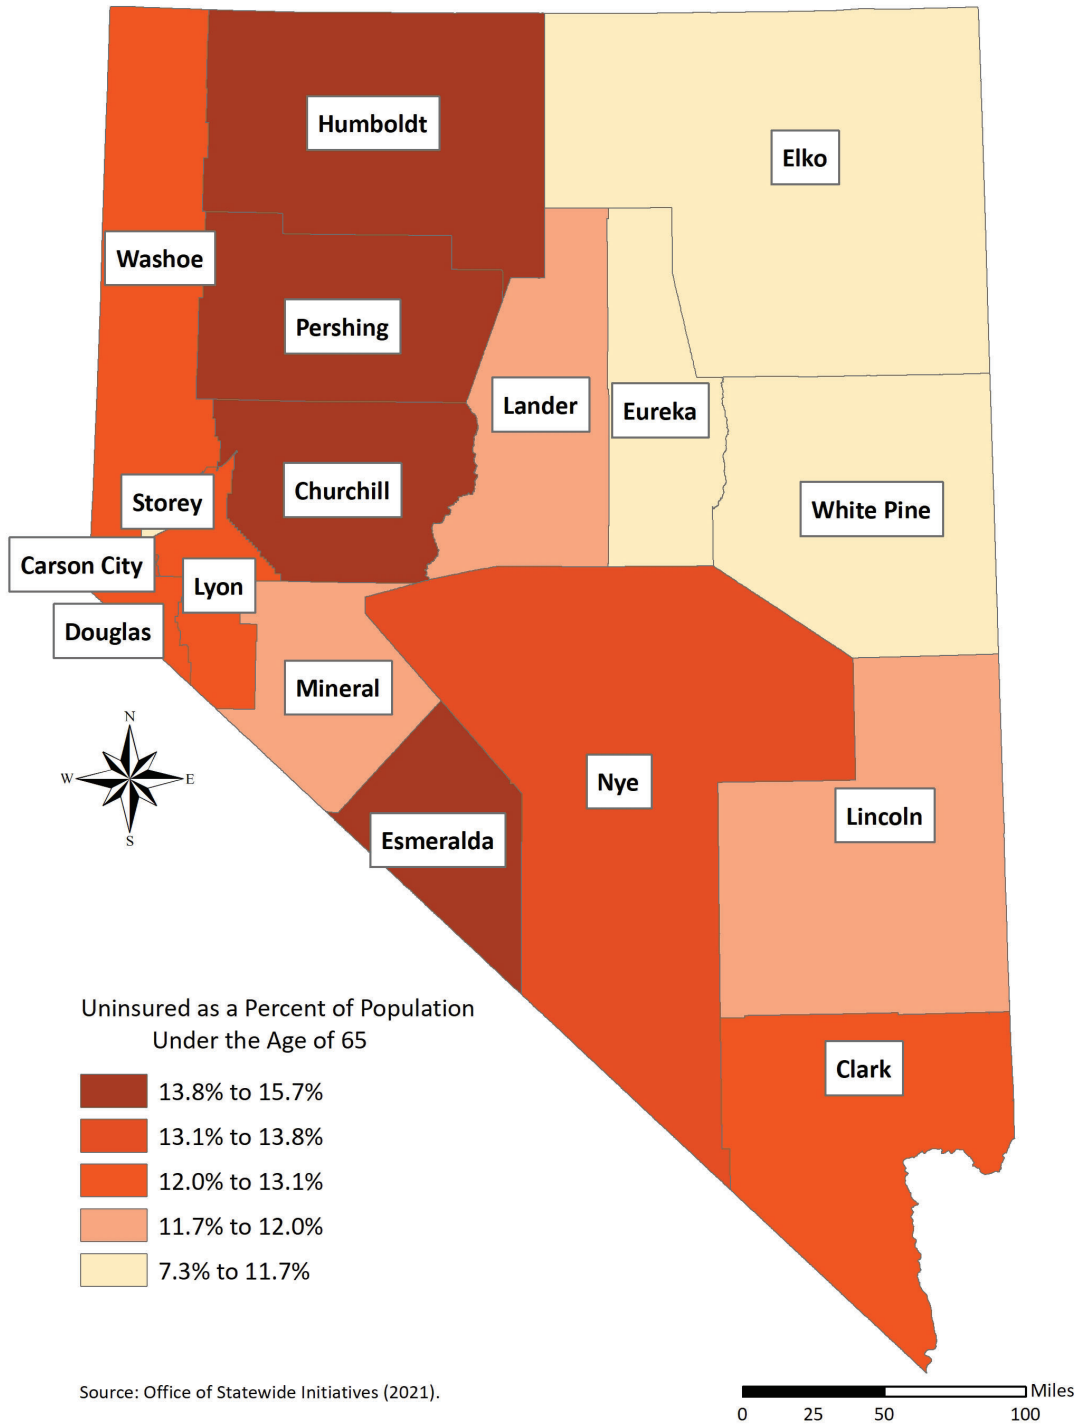 Humboldt
Elko
Washoe
Pershing
Lander
Eureka
Churchill
Storey
White Pine
Carson City
Lyon
Douglas
Mineral
N
W
E
S
Nye
Lincoln
Esmeralda
Clark
Uninsured as a Percent of Population
Under the Age of 65
13.8% to 15.7%
13.1% to 13.8%
12.0% to 13.1%
11.7% to 12.0%
7.3% to 11.7%
Source: Office of Statewide Initiatives (2021).
Miles
0 25 50 100